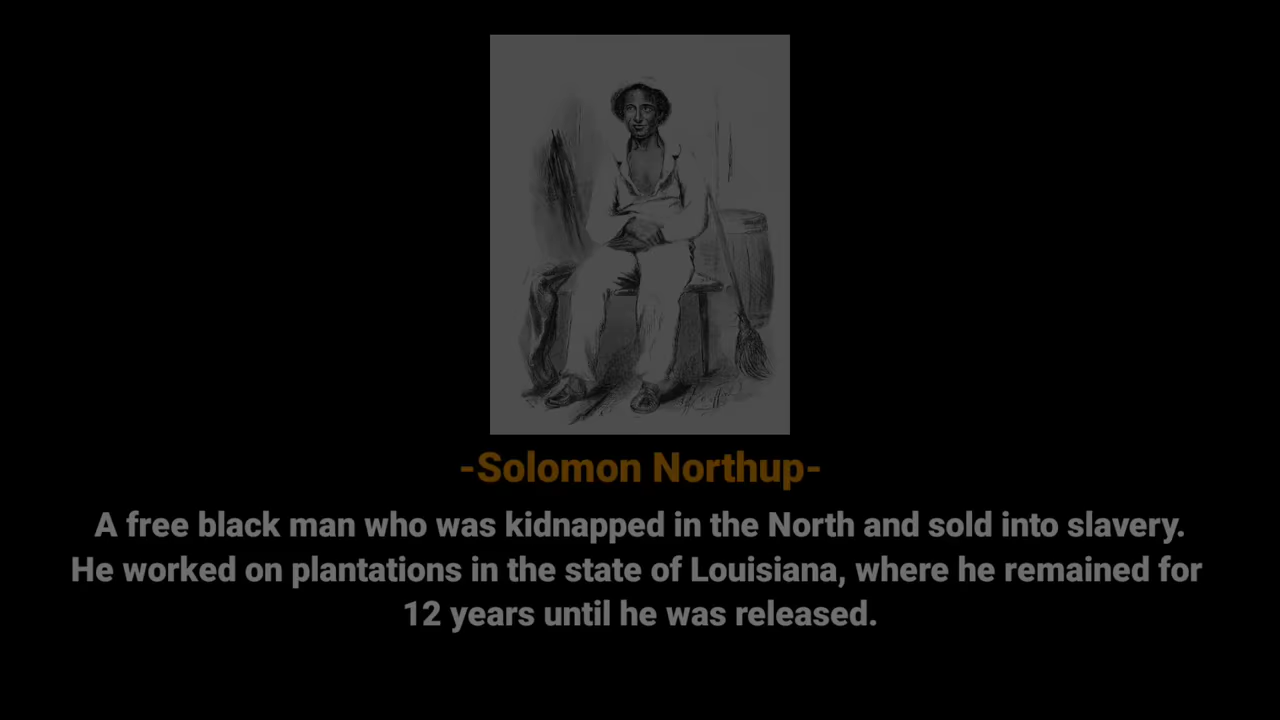 -Solomon Northup-
A free black man who was kidnapped in the North and sold into slavery.
He worked on plantations in the state of Louisiana, where he remained for
12 years until he was released.